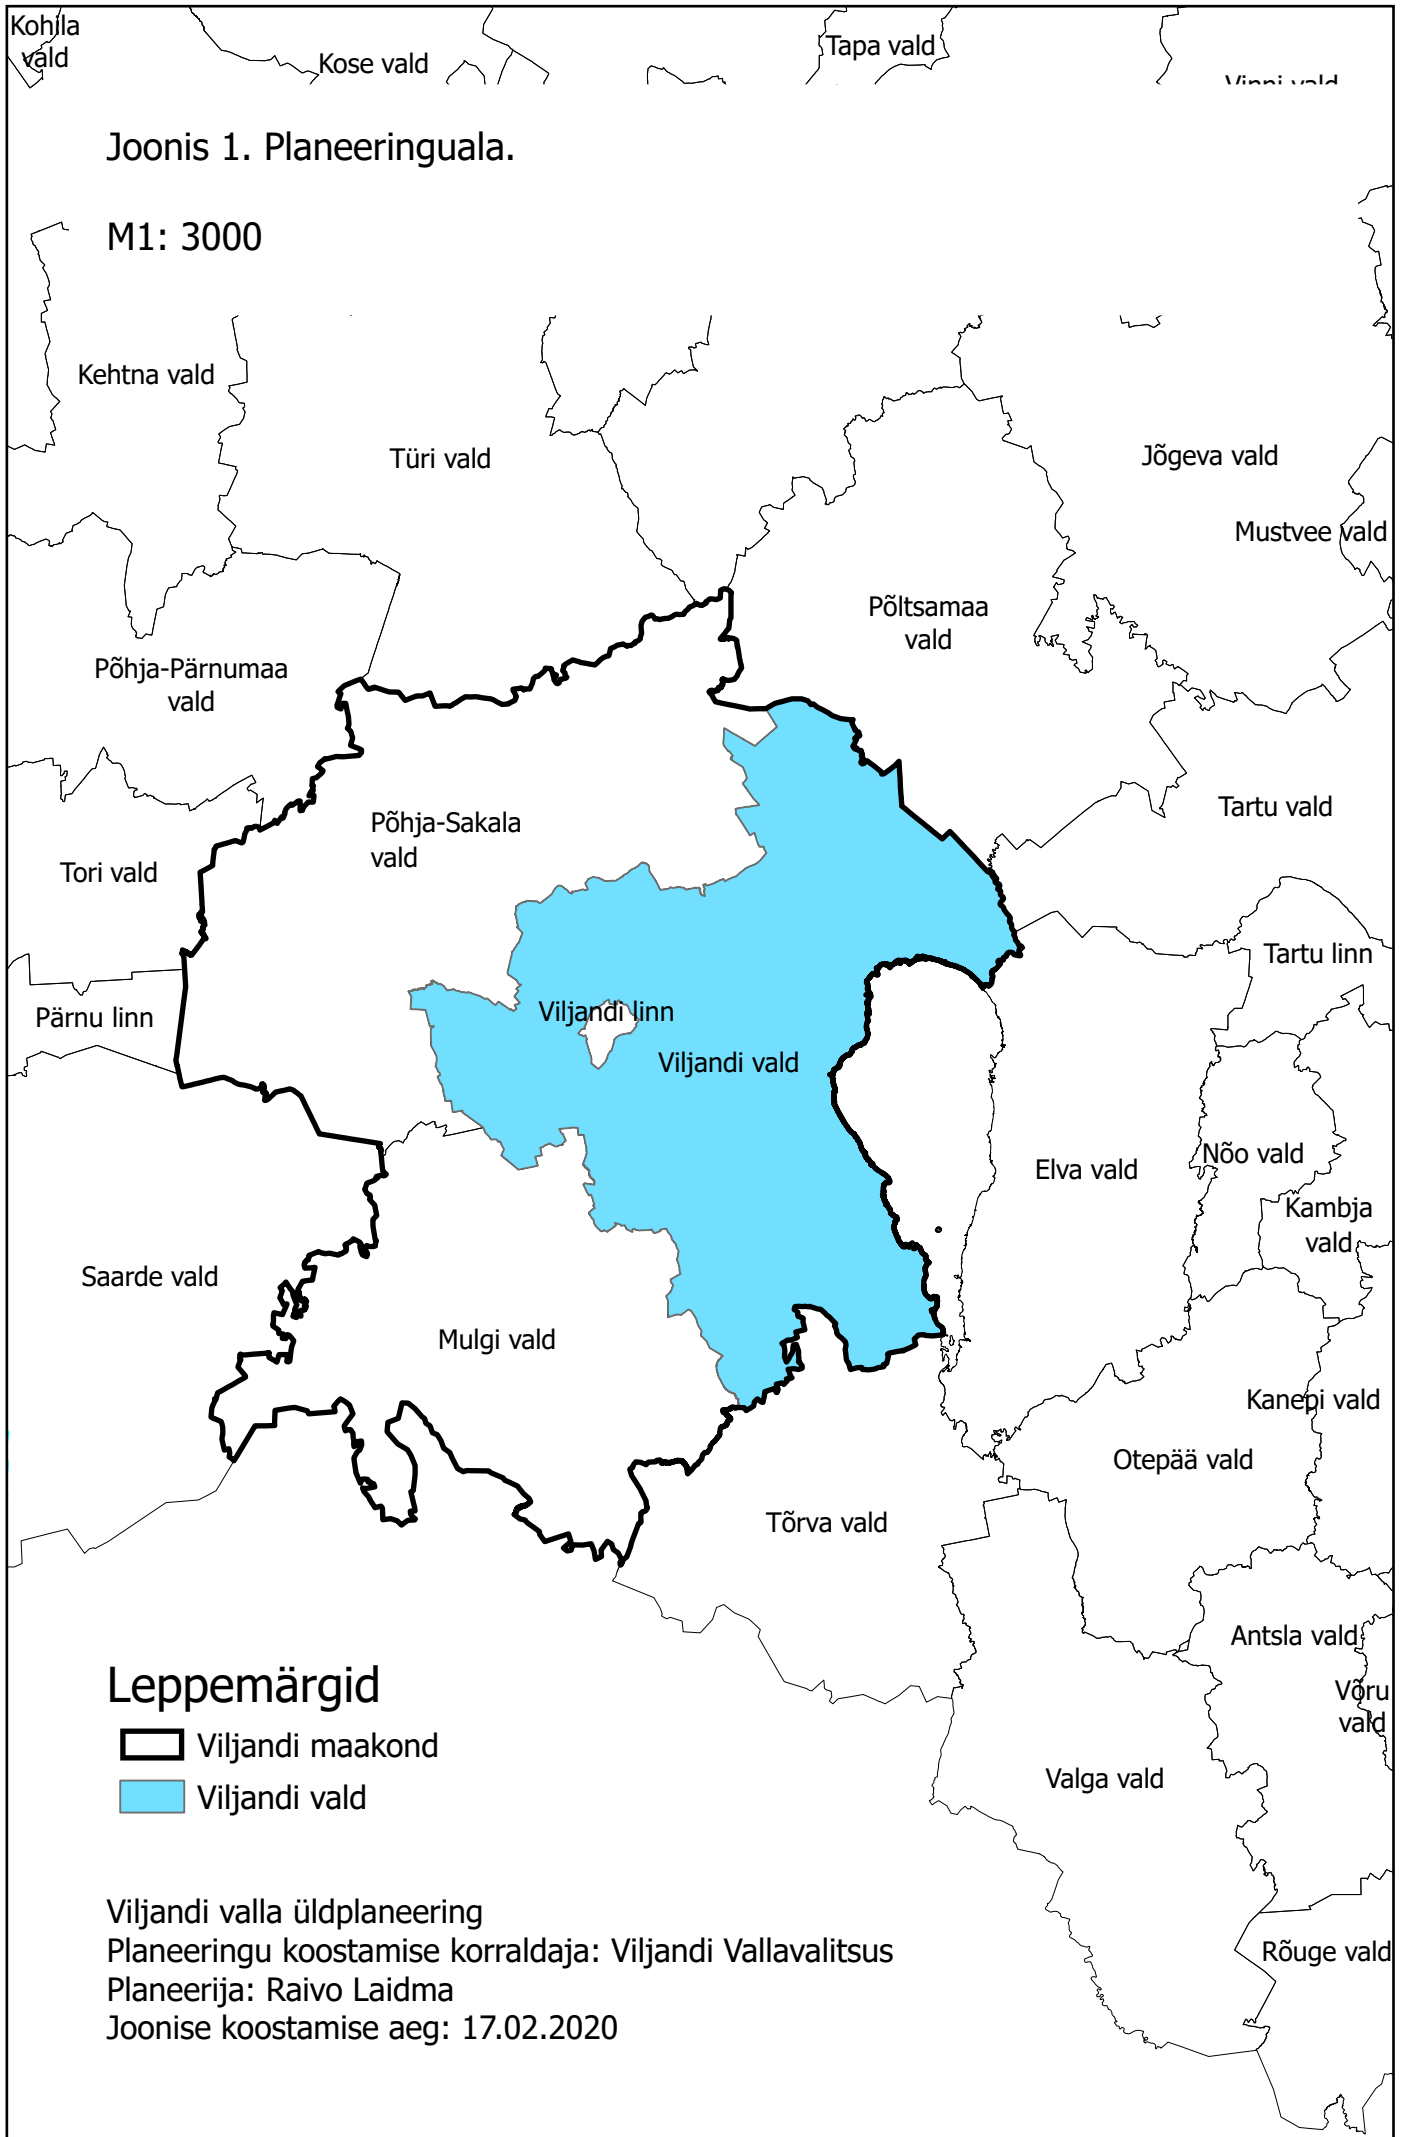 Kohila
vald
Kose vald
Tapa vald
Vinni vald
Joonis 1. Planeeringuala.
M1: 3000
Kehtna vald
Türi vald
Jõgeva vald
Mustvee vald
Põltsamaa
vald
Põhja-Pärnumaa
vald
Tartu vald
Põhja-Sakala
vald
Tori vald
Tartu linn
Pärnu linn
Viljandi linn
Viljandi vald
Nõo vald
Elva vald
Kambja
vald
Saarde vald
Mulgi vald
Kanepi vald
Otepää vald
Tõrva vald
Antsla vald
Võru
vald
Valga vald
Rõuge vald
Leppemärgid
Viljandi maakond
Viljandi vald
Viljandi valla üldplaneering
Planeeringu koostamise korraldaja: Viljandi Vallavalitsus
Planeerija: Raivo Laidma
Joonise koostamise aeg: 17.02.2020